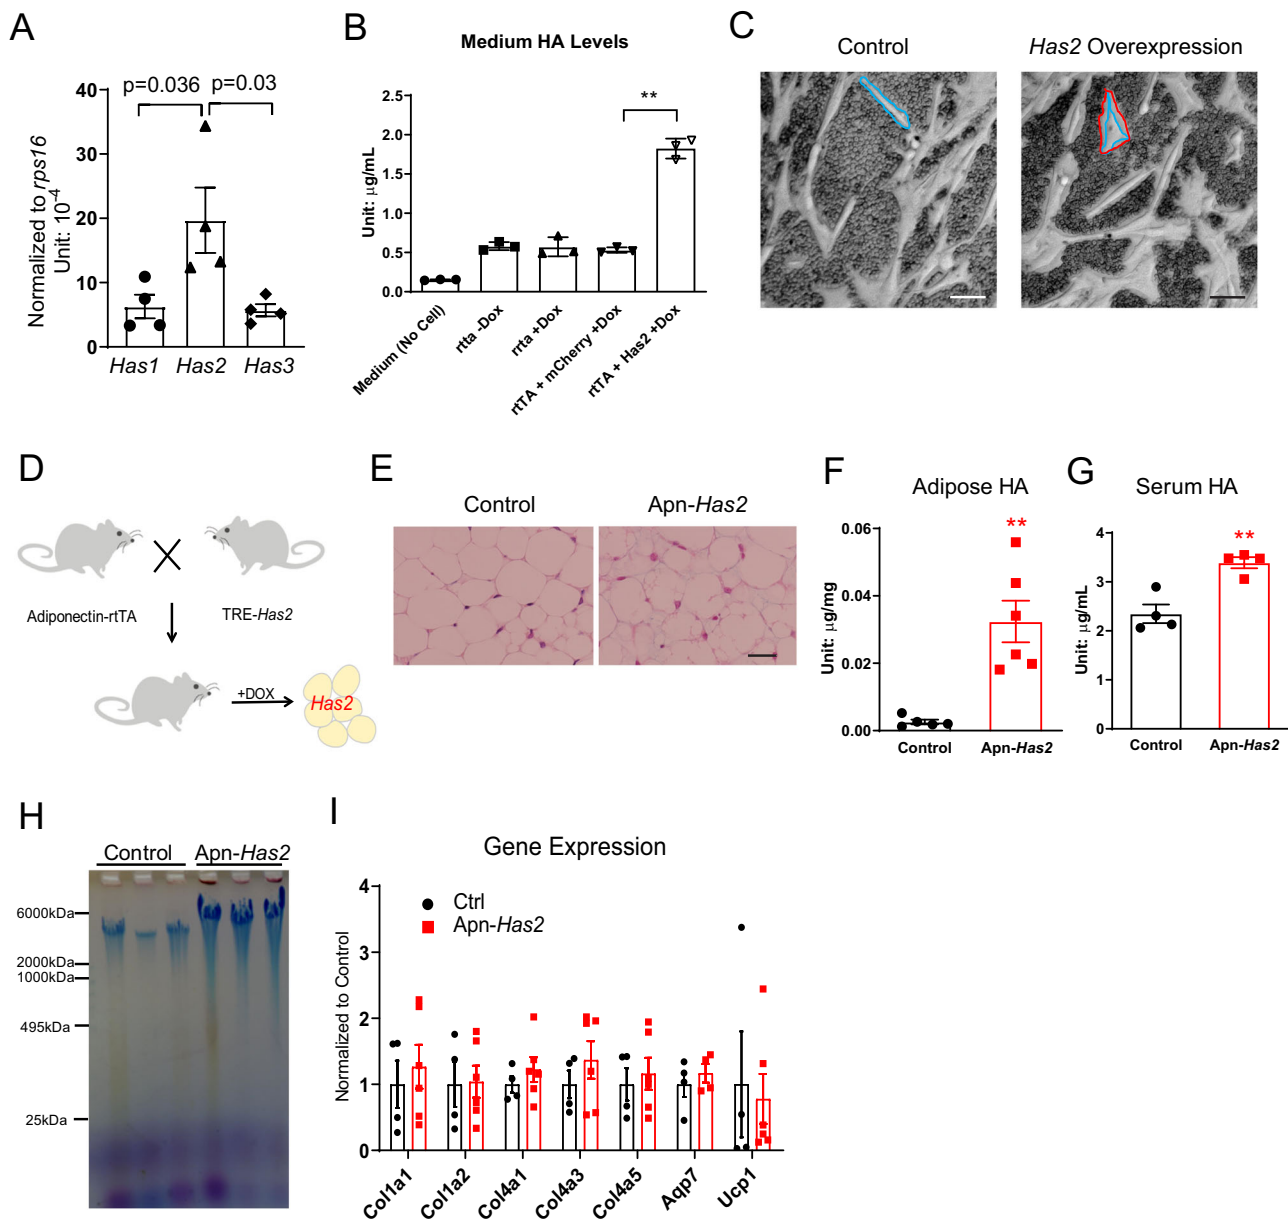 A
p=0.036
p=0.03
Normalized to rps16
Unit: 10-4
40
30
20
10
0
Has1
Has2
Has3
B
Medium HA Levels
**
Unit: µg/mL
2.5
2.0
1.5
1.0
0.5
0.0
Medium (No Cell)
rtta -Dox
rrta +Dox
rtTA + mCherry +Dox
rtTA + Has2 +Dox
C
Control
Has2 Overexpression
D
Adiponectin-rtTA
TRE-Has2
+DOX
Has2
E
Control
Apn-Has2
F
Adipose HA
**
Unit: µg/mg
0.06
0.04
0.02
0.00
Control
Apn-Has2
G
Serum HA
**
Unit: µg/mL
4
3
2
0
Control
Apn-Has2
H
Control
Apn-Has2
6000kDa
2000kDa
1000kDa
495kDa
25kDa
I
Gene Expression
Ctrl
Apn-Has2
Normalized to Control
4
3
2
1
0
Col1a1
Col1a2
Col4a1
Col4a3
Col4a5
Aqp7
Ucp1